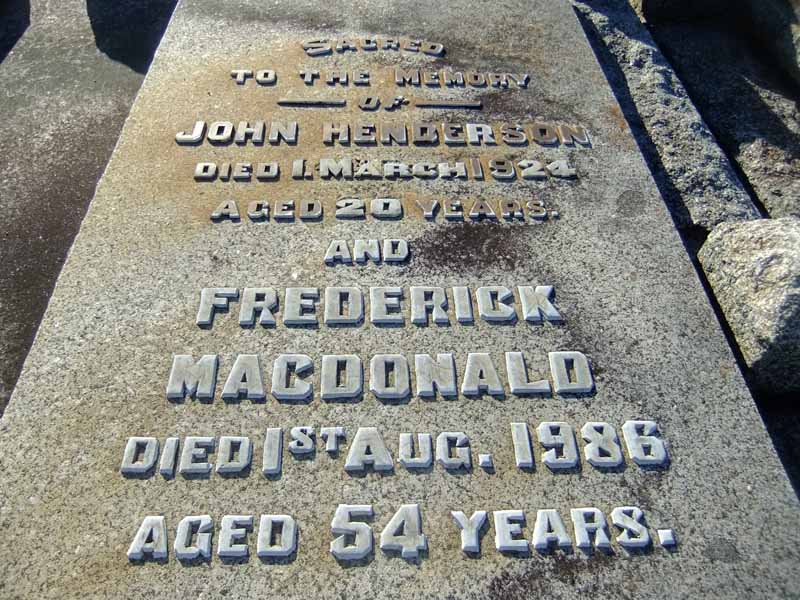 SACRED
TO THE MEMORY
OF
JOHN HENDERSON
DIED 1. MARCH 1924
AGED 20 YEARS.
AND
FREDERICK
MACDONALD
DIED 1ST AUG. 1986
AGED 54 YEARS.